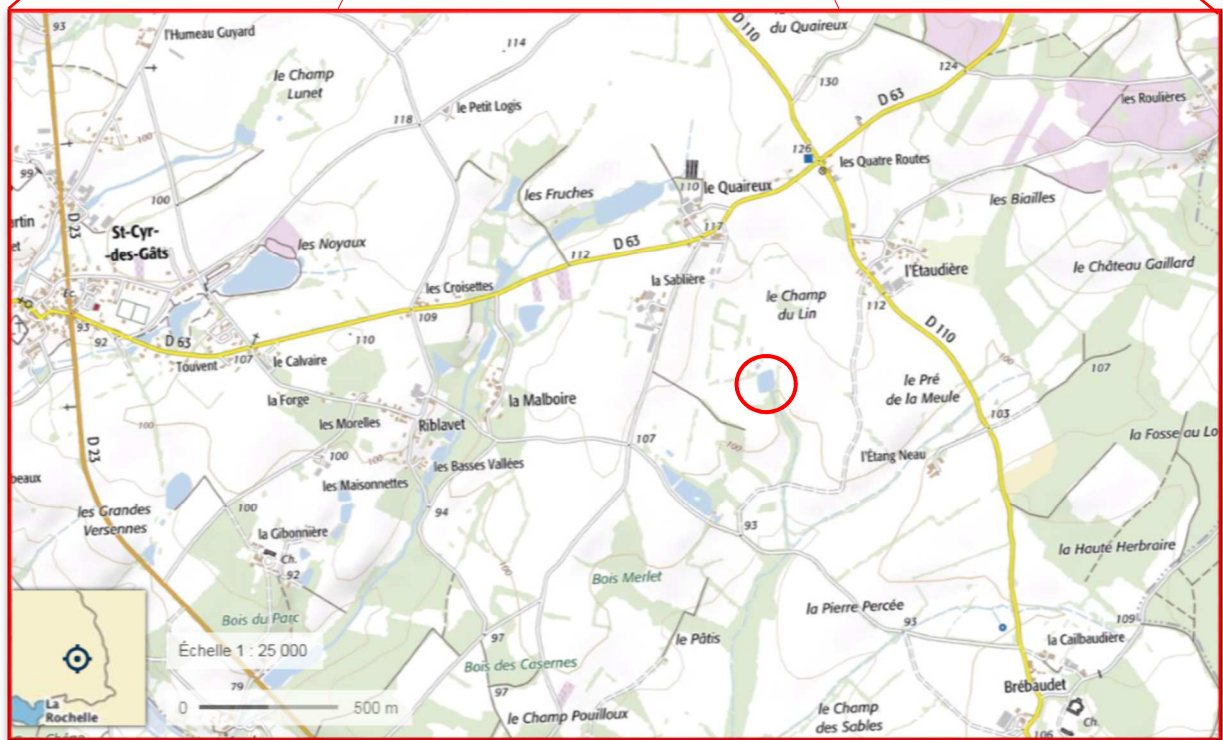 93
l'Humeau Guyard
114
D 110
du Quaireux
124
130
D 63
le Champ
Lunet
le Petit Logis
les Roulières
118
100
99
126
les Quatre Routes
110
le Quaireux
les Fruches
les Biailles
100
D 23
St-Cyr-
-des-Gâts
les Noyaux
117
D 63
112
l'Étaudière
le Château Gaillard
les Croisettes
la Sablière
le Champ
du Lin
112
109
93
92
D 63
Touvent
107
le Calvaire
110
D 110
107
le Pré
de la Meule
100
la Forge
la Malboire
les Morelles
Riblavet
103
100
D 23
107
100
la Fosse au Lo
l'Étang Neau
100
100
les Basses Vallées
beaux
les Maisonnettes
les Grandes
Versennes
100
94
93
la Gibonnière
Ch.
92
la Hauté Herbraire
100
Bois Merlet
Bois du Parc
la Pierre Percée
93
109
Échelle 1 : 25 000
97
le Pâtis
la Cailbaudière
Bois des Casernes
79
97
Brébaudet
La
Rochelle
0
500 m
le Champ Pouilloux
le Champ
des Sables
Ch.
106